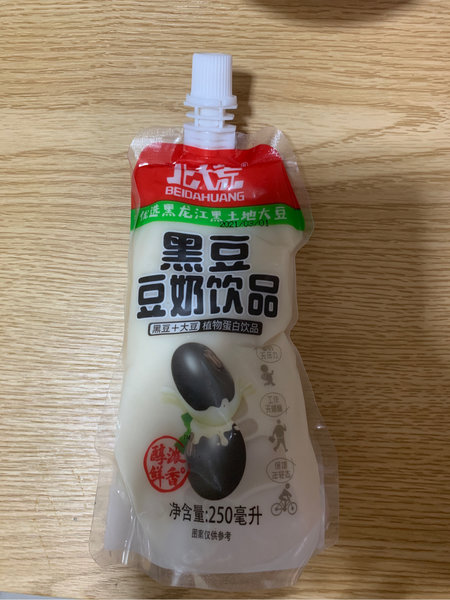 北大荒
BEIDAHUANG
优选黑龙江黑土地大豆
2021/03/01
黑豆
豆奶饮品
黑豆+大豆 植物蛋白饮品
醇浓
鲜香
净含量:250毫升
图案仅供参考